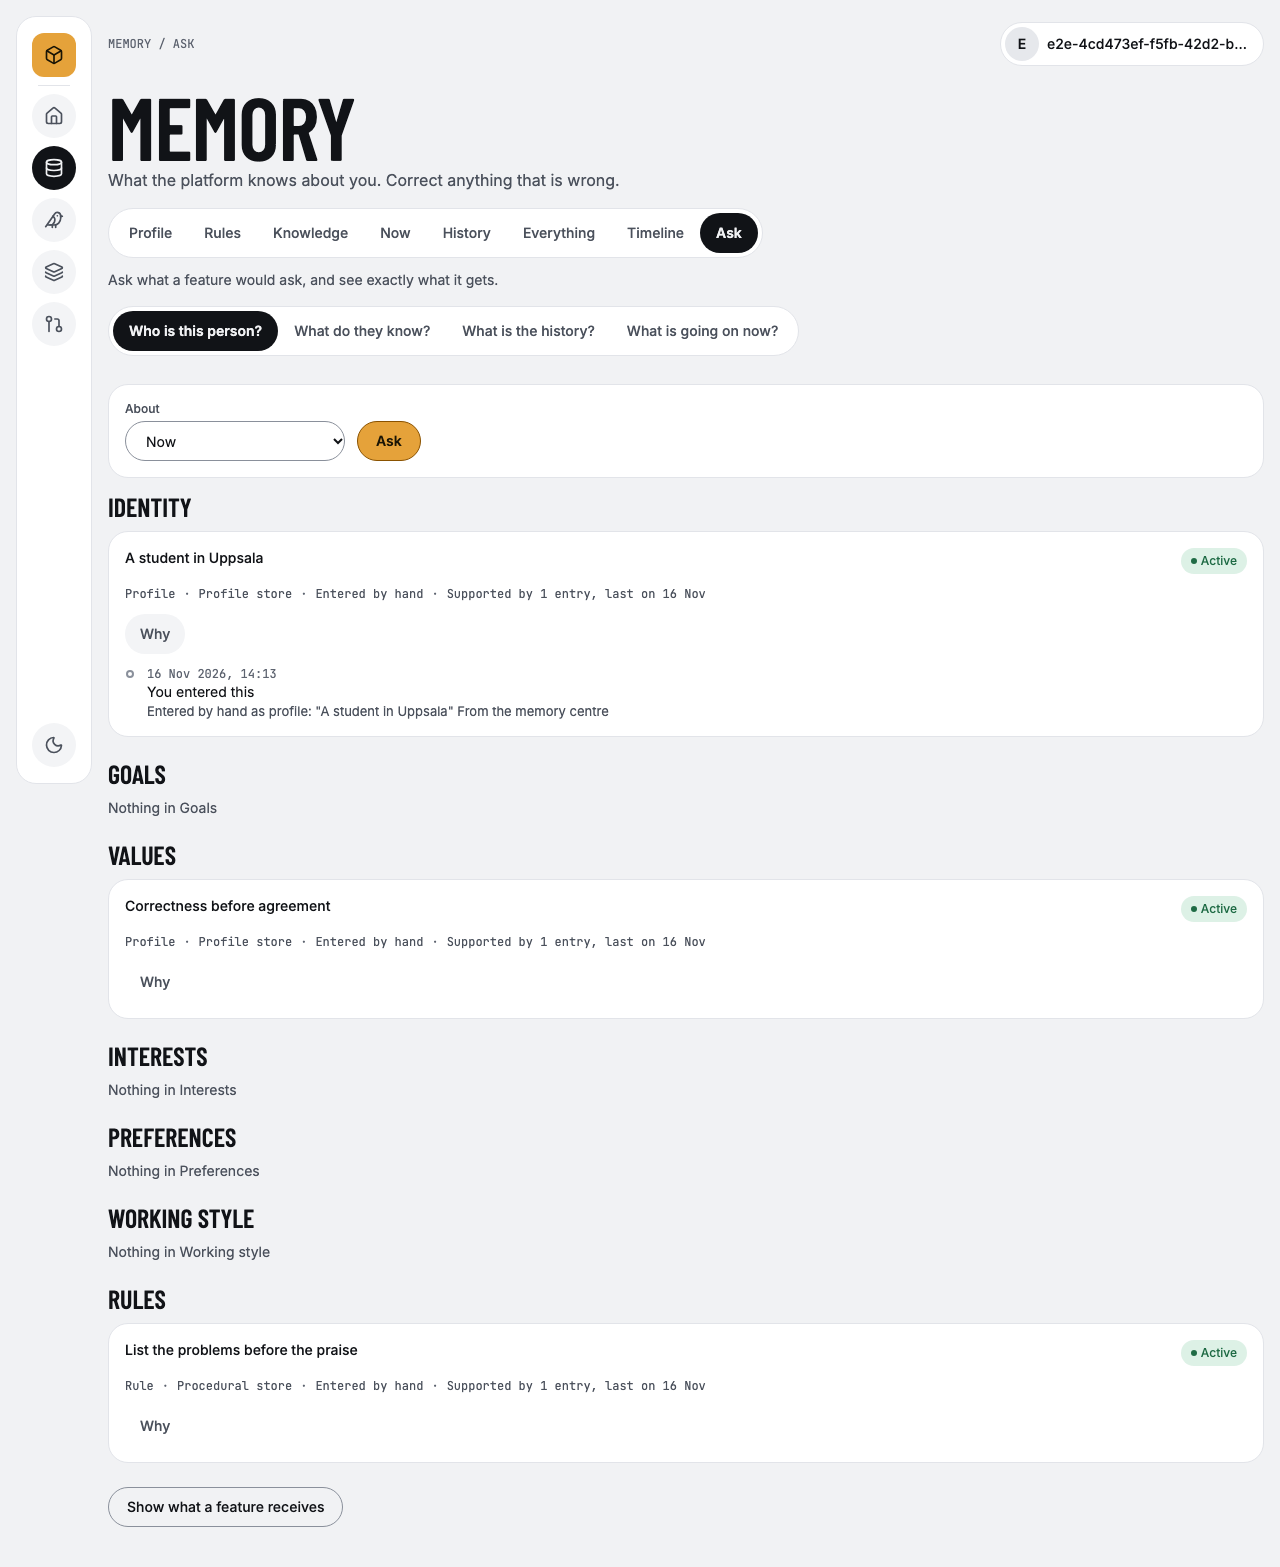 MEMORY / ASK
E
e2e-4cd473ef-f5fb-42d2-b...
MEMORY
What the platform knows about you. Correct anything that is wrong.
Profile Rules Knowledge Now History Everything Timeline Ask
Ask what a feature would ask, and see exactly what it gets.
Who is this person? What do they know? What is the history? What is going on now?
About
Now Ask
IDENTITY
A student in Uppsala
Active
Profile · Profile store · Entered by hand · Supported by 1 entry, last on 16 Nov
Why
16 Nov 2026, 14:13
You entered this
Entered by hand as profile: "A student in Uppsala" From the memory centre
GOALS
Nothing in Goals
VALUES
Correctness before agreement
Active
Profile · Profile store · Entered by hand · Supported by 1 entry, last on 16 Nov
Why
INTERESTS
Nothing in Interests
PREFERENCES
Nothing in Preferences
WORKING STYLE
Nothing in Working style
RULES
List the problems before the praise
Active
Rule · Procedural store · Entered by hand · Supported by 1 entry, last on 16 Nov
Why
Show what a feature receives